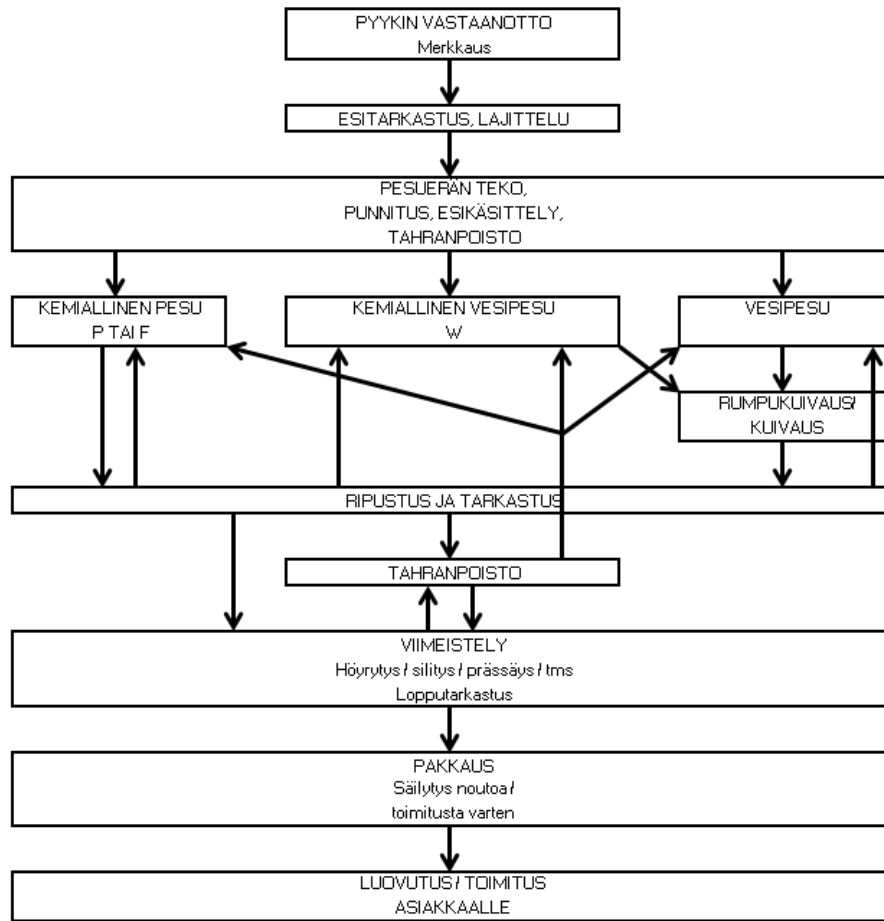 PYYKIN VASTAANOTTO
Merkkaus
ESITARKASTUS, LAJITTELU
PESUERÄN TEKO,
PUNNITUS, ESIKÄSITTELY,
TAHRANPOISTO
KEMIALLINEN PESU
P TAI F
KEMIALLINEN VESIPESU
W
VESIPESU
RUMPUKUIVAUS/
KUIVAUS
RIPUSTUS JA TARKASTUS
TAHRANPOISTO
VIIMEISTELY
Höyrytys / silitys / prässäys / tms
Lopputarkastus
PAKKAUS
Säilytys noutoa /
toimitusta varten
LUOVUTUS / TOIMITUS
ASIAKKAALLE